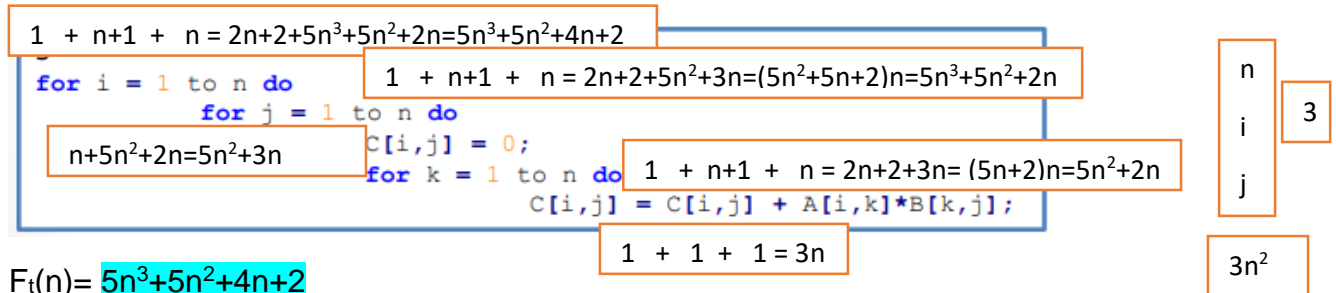 1 + n+1 + n = 2n+2+5n³+5n²+2n=5n³+5n²+4n+2
for i = 1 to n do
1 + n+1 + n = 2n+2+5n²+3n=(5n²+5n+2)n=5n³+5n²+2n
for j = 1 to n do
n+5n²+2n=5n²+3n
C[i,j] = 0;
for k = 1 to n do
1 + n+1 + n = 2n+2+3n= (5n+2)n=5n²+2n
C[i,j] = C[i,j] + A[i,k]*B[k,j];
1 + 1 + 1 = 3n
Fₜ(n)= 5n³+5n²+4n+2
n
i
j
3
3n²